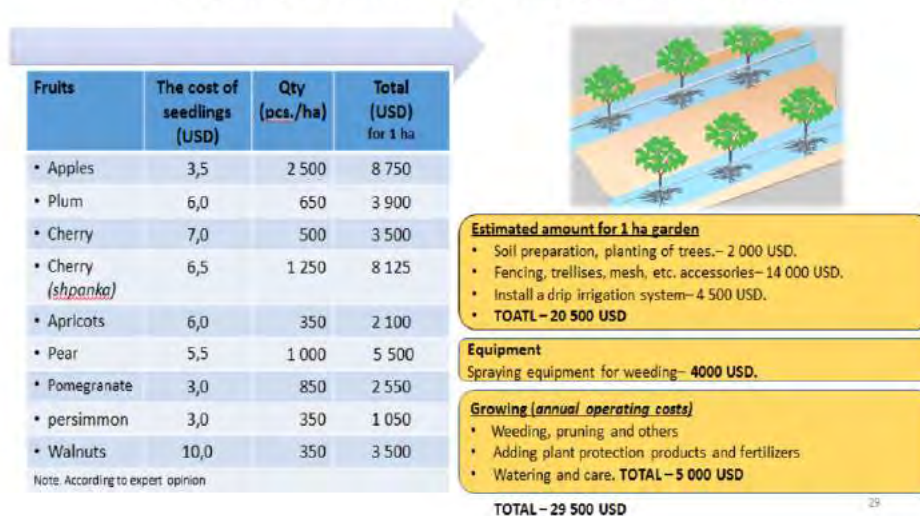 Fruits The cost of seedlings (USD) Qty (pcs./ha) Total (USD) for 1 ha
• Apples 3,5 2 500 8 750
• Plum 6,0 650 3 900
• Cherry 7,0 500 3 500
• Cherry (shpanka) 6,5 1 250 8 125
• Apricots 6,0 350 2 100
• Pear 5,5 1 000 5 500
• Pomegranate 3,0 850 2 550
• persimmon 3,0 350 1 050
• Walnuts 10,0 350 3 500
Note. According to expert opinion
Estimated amount for 1 ha garden
• Soil preparation, planting of trees.– 2 000 USD.
• Fencing, trellises, mesh, etc. accessories– 14 000 USD.
• Install a drip irrigation system– 4 500 USD.
• TOATL – 20 500 USD
Equipment
Spraying equipment for weeding– 4000 USD.
Growing (annual operating costs)
• Weeding, pruning and others
• Adding plant protection products and fertilizers
• Watering and care. TOTAL – 5 000 USD
TOTAL – 29 500 USD
29